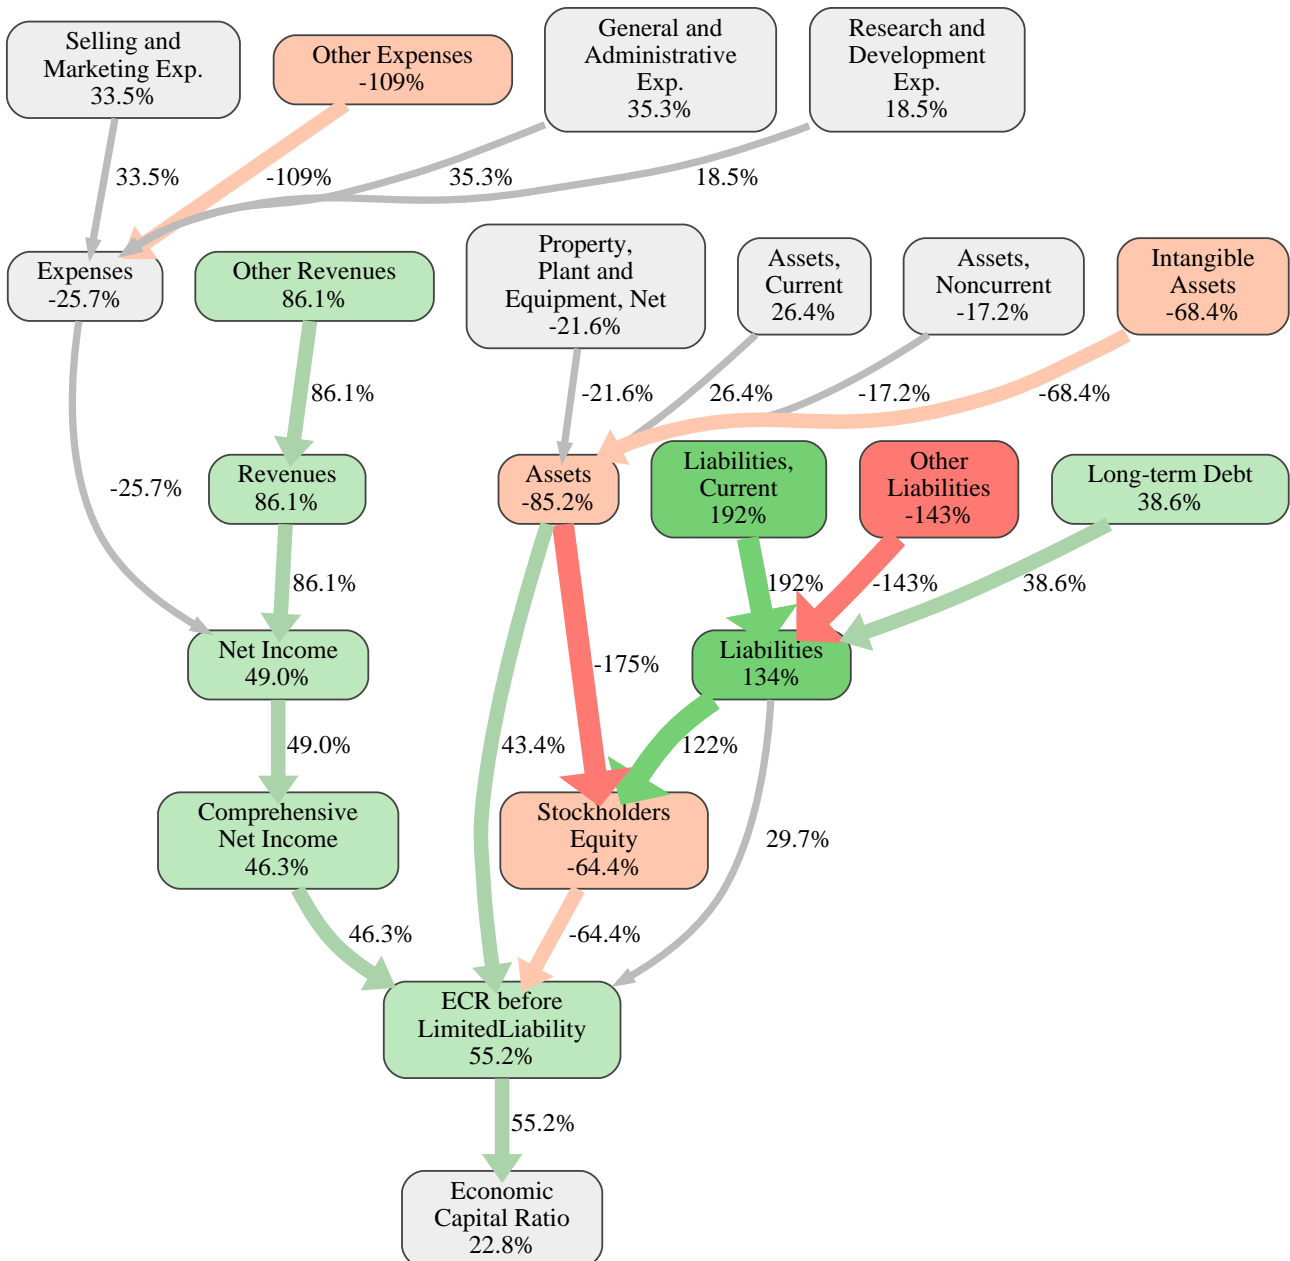 Selling and
Marketing Exp.
33.5%
Other Expenses
-109%
General and
Administrative
Exp.
35.3%
Research and
Development
Exp.
18.5%
33.5%
-109%
35.3%
18.5%
Expenses
-25.7%
Other Revenues
86.1%
Property,
Plant and
Equipment, Net
-21.6%
Assets,
Current
26.4%
Assets,
Noncurrent
-17.2%
Intangible
Assets
-68.4%
86.1%
-21.6%
26.4%
-17.2%
-68.4%
-25.7%
Revenues
86.1%
Assets
-85.2%
Liabilities,
Current
192%
Other
Liabilities
-143%
Long-term Debt
38.6%
86.1%
192%
-143%
38.6%
Net Income
49.0%
-175%
Liabilities
134%
49.0%
43.4%
122%
Comprehensive
Net Income
46.3%
Stockholders
Equity
-64.4%
29.7%
46.3%
-64.4%
ECR before
LimitedLiability
55.2%
55.2%
Economic
Capital Ratio
22.8%